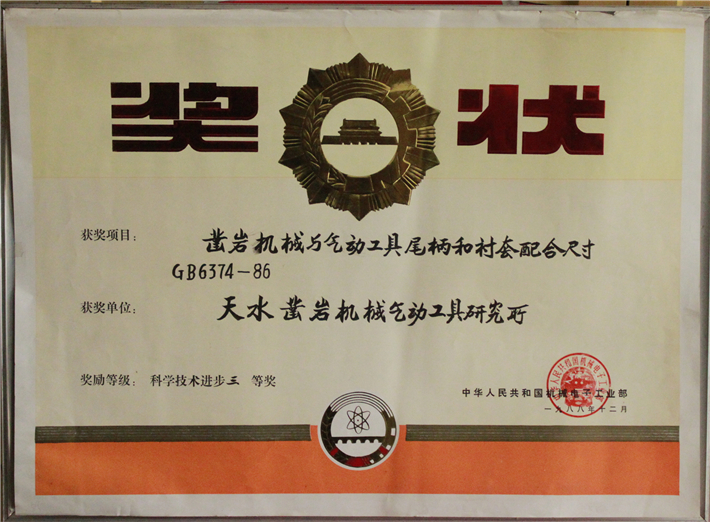 奖状
获奖项目：凿岩机械与气动工具尾柄和衬套配合尺寸
GB6374-86
获奖单位：天水凿岩机械气动工具研究所
奖励等级：科学技术进步三等奖
中华人民共和国机械电子工业部
一九八八年十二月